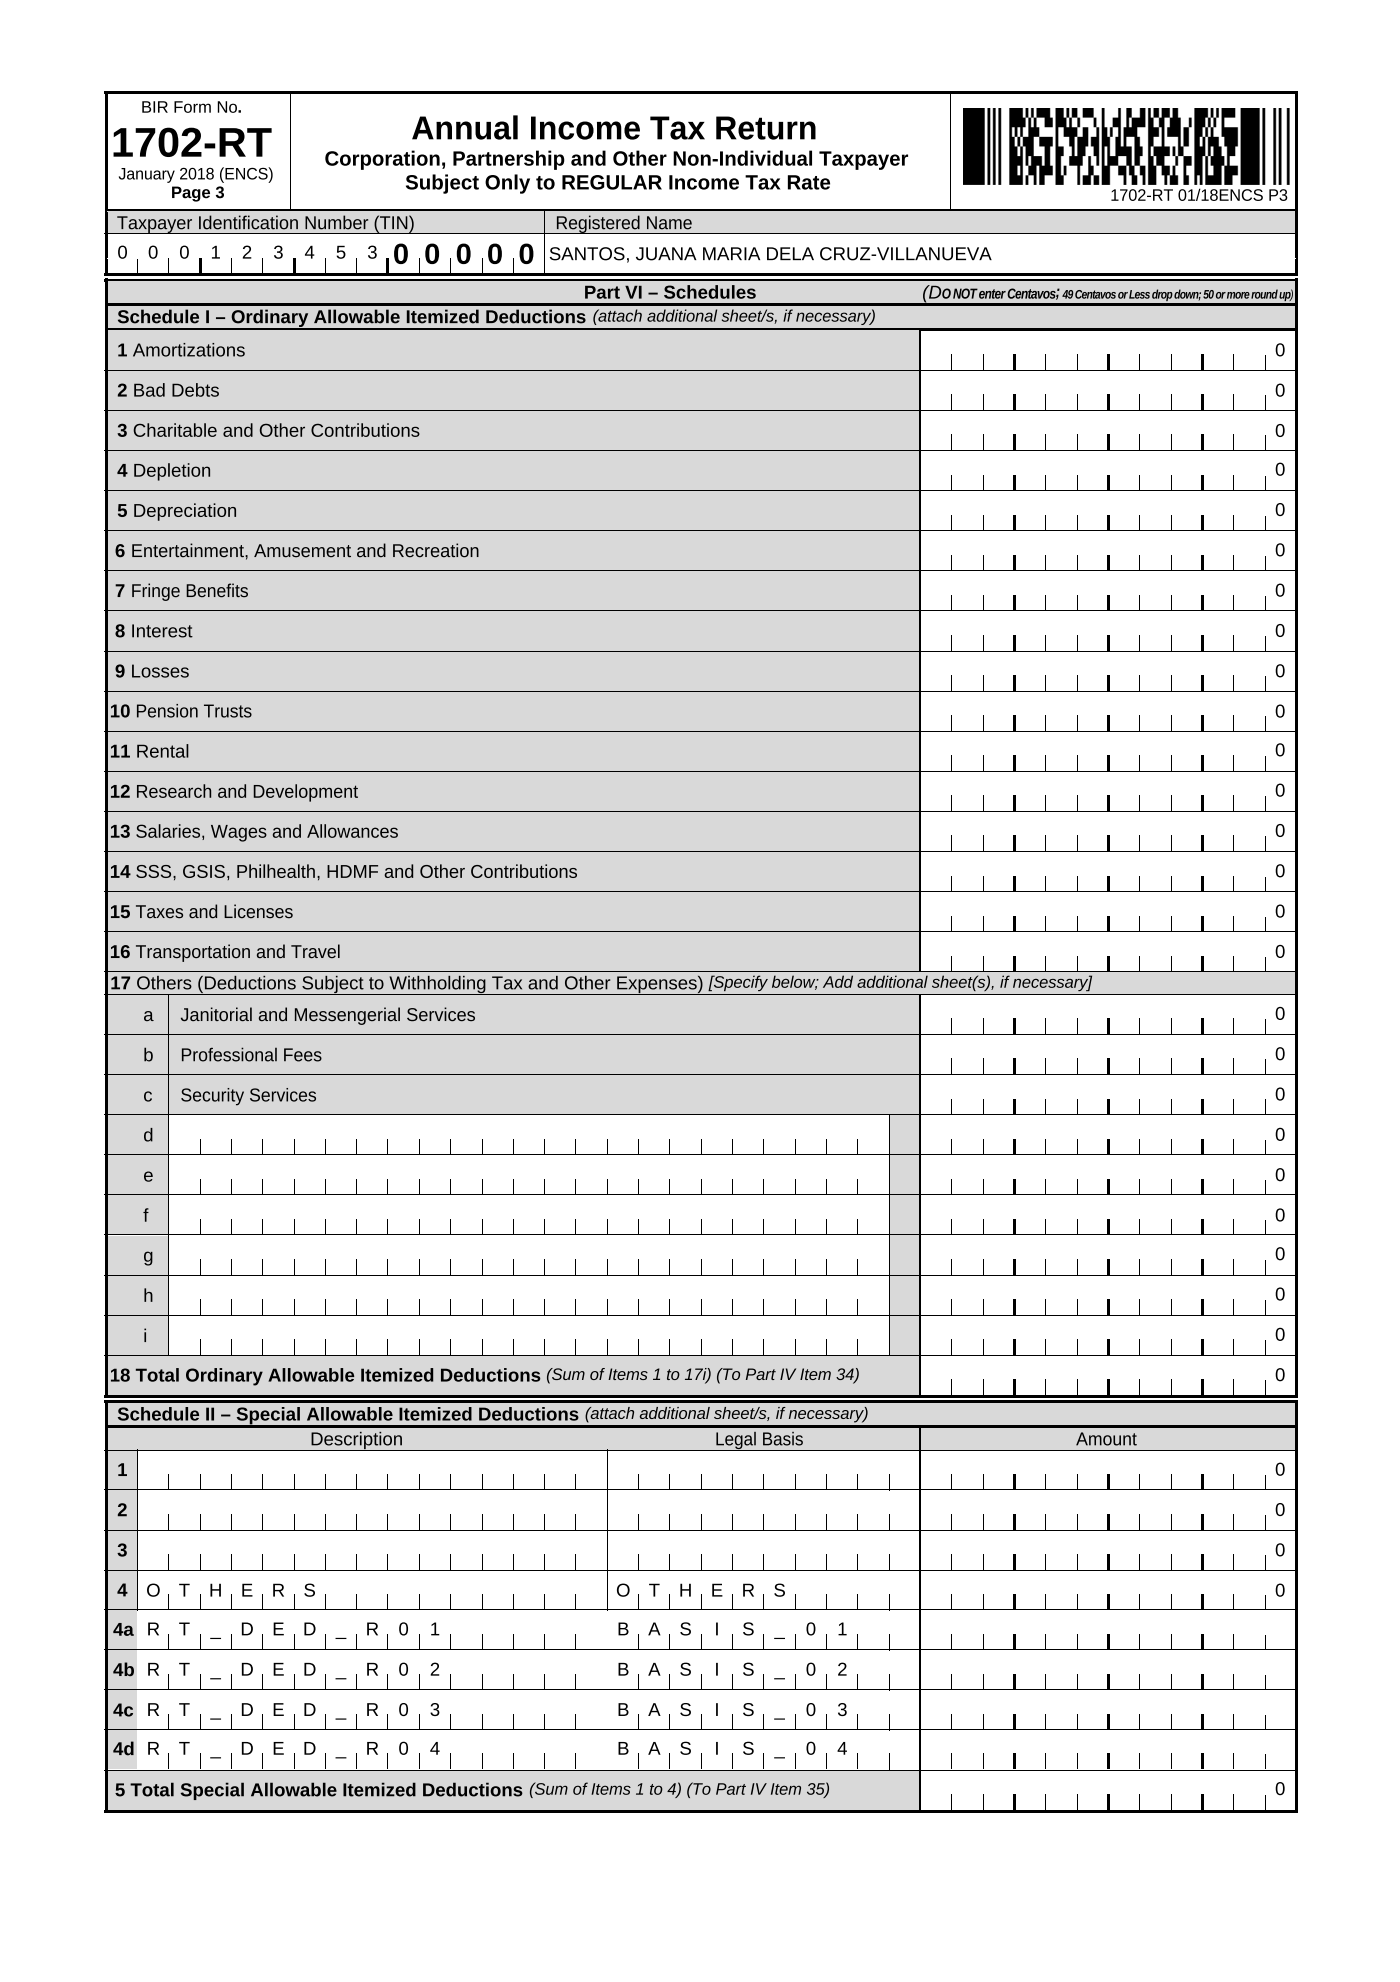 BIR Form No.
1702-RT
January 2018 (ENCS)
Page 3
Annual Income Tax Return
Corporation, Partnership and Other Non-Individual Taxpayer
Subject Only to REGULAR Income Tax Rate
1702-RT 01/18ENCS P3
Taxpayer Identification Number (TIN) Registered Name
0 0 0 1 2 3 4 5 3 0 0 0 0 0 SANTOS, JUANA MARIA DELA CRUZ-VILLANUEVA
Part VI – Schedules (DO NOT enter Centavos; 49 Centavos or Less drop down; 50 or more round up)
Schedule I – Ordinary Allowable Itemized Deductions (attach additional sheet/s, if necessary)
1 Amortizations 0
2 Bad Debts 0
3 Charitable and Other Contributions 0
4 Depletion 0
5 Depreciation 0
6 Entertainment, Amusement and Recreation 0
7 Fringe Benefits 0
8 Interest 0
9 Losses 0
10 Pension Trusts 0
11 Rental 0
12 Research and Development 0
13 Salaries, Wages and Allowances 0
14 SSS, GSIS, Philhealth, HDMF and Other Contributions 0
15 Taxes and Licenses 0
16 Transportation and Travel 0
17 Others (Deductions Subject to Withholding Tax and Other Expenses) [Specify below; Add additional sheet(s), if necessary]
a Janitorial and Messengerial Services 0
b Professional Fees 0
c Security Services 0
d 0
e 0
f 0
g 0
h 0
i 0
18 Total Ordinary Allowable Itemized Deductions (Sum of Items 1 to 17i) (To Part IV Item 34) 0
Schedule II – Special Allowable Itemized Deductions (attach additional sheet/s, if necessary)
Description Legal Basis Amount
1 0
2 0
3 0
4 O T H E R S O T H E R S 0
4a R T _ D E D _ R 0 1 B A S I S _ 0 1
4b R T _ D E D _ R 0 2 B A S I S _ 0 2
4c R T _ D E D _ R 0 3 B A S I S _ 0 3
4d R T _ D E D _ R 0 4 B A S I S _ 0 4
5 Total Special Allowable Itemized Deductions (Sum of Items 1 to 4) (To Part IV Item 35) 0